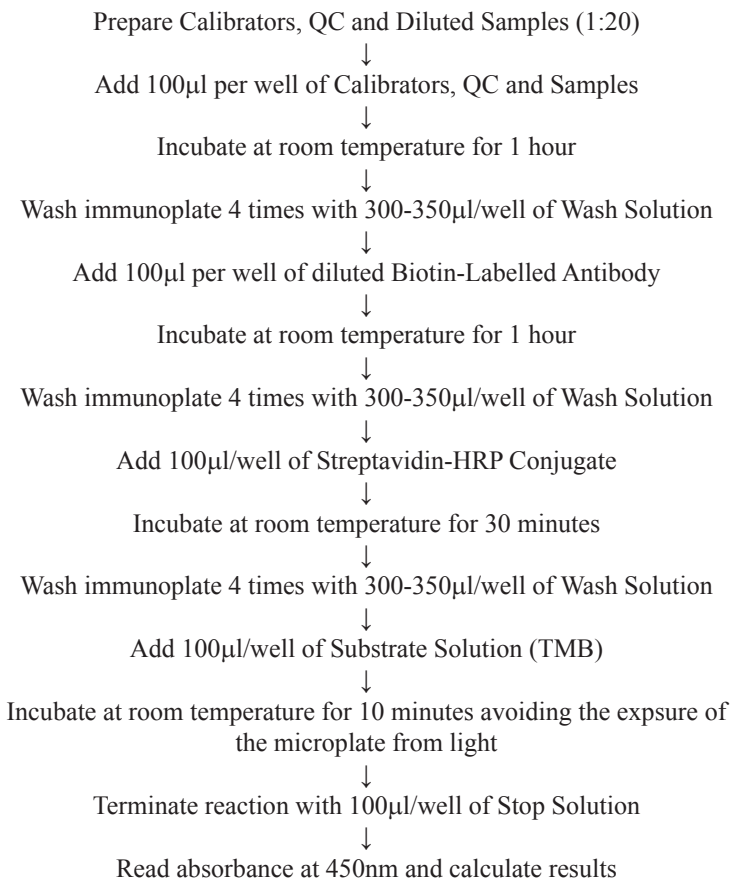 Prepare Calibrators, QC and Diluted Samples (1:20)
↓
Add 100µl per well of Calibrators, QC and Samples
↓
Incubate at room temperature for 1 hour
↓
Wash immunoplate 4 times with 300-350µl/well of Wash Solution
↓
Add 100µl per well of diluted Biotin-Labelled Antibody
↓
Incubate at room temperature for 1 hour
↓
Wash immunoplate 4 times with 300-350µl/well of Wash Solution
↓
Add 100µl/well of Streptavidin-HRP Conjugate
↓
Incubate at room temperature for 30 minutes
↓
Wash immunoplate 4 times with 300-350µl/well of Wash Solution
↓
Add 100µl/well of Substrate Solution (TMB)
↓
Incubate at room temperature for 10 minutes avoiding the expsure of
the microplate from light
↓
Terminate reaction with 100µl/well of Stop Solution
↓
Read absorbance at 450nm and calculate results